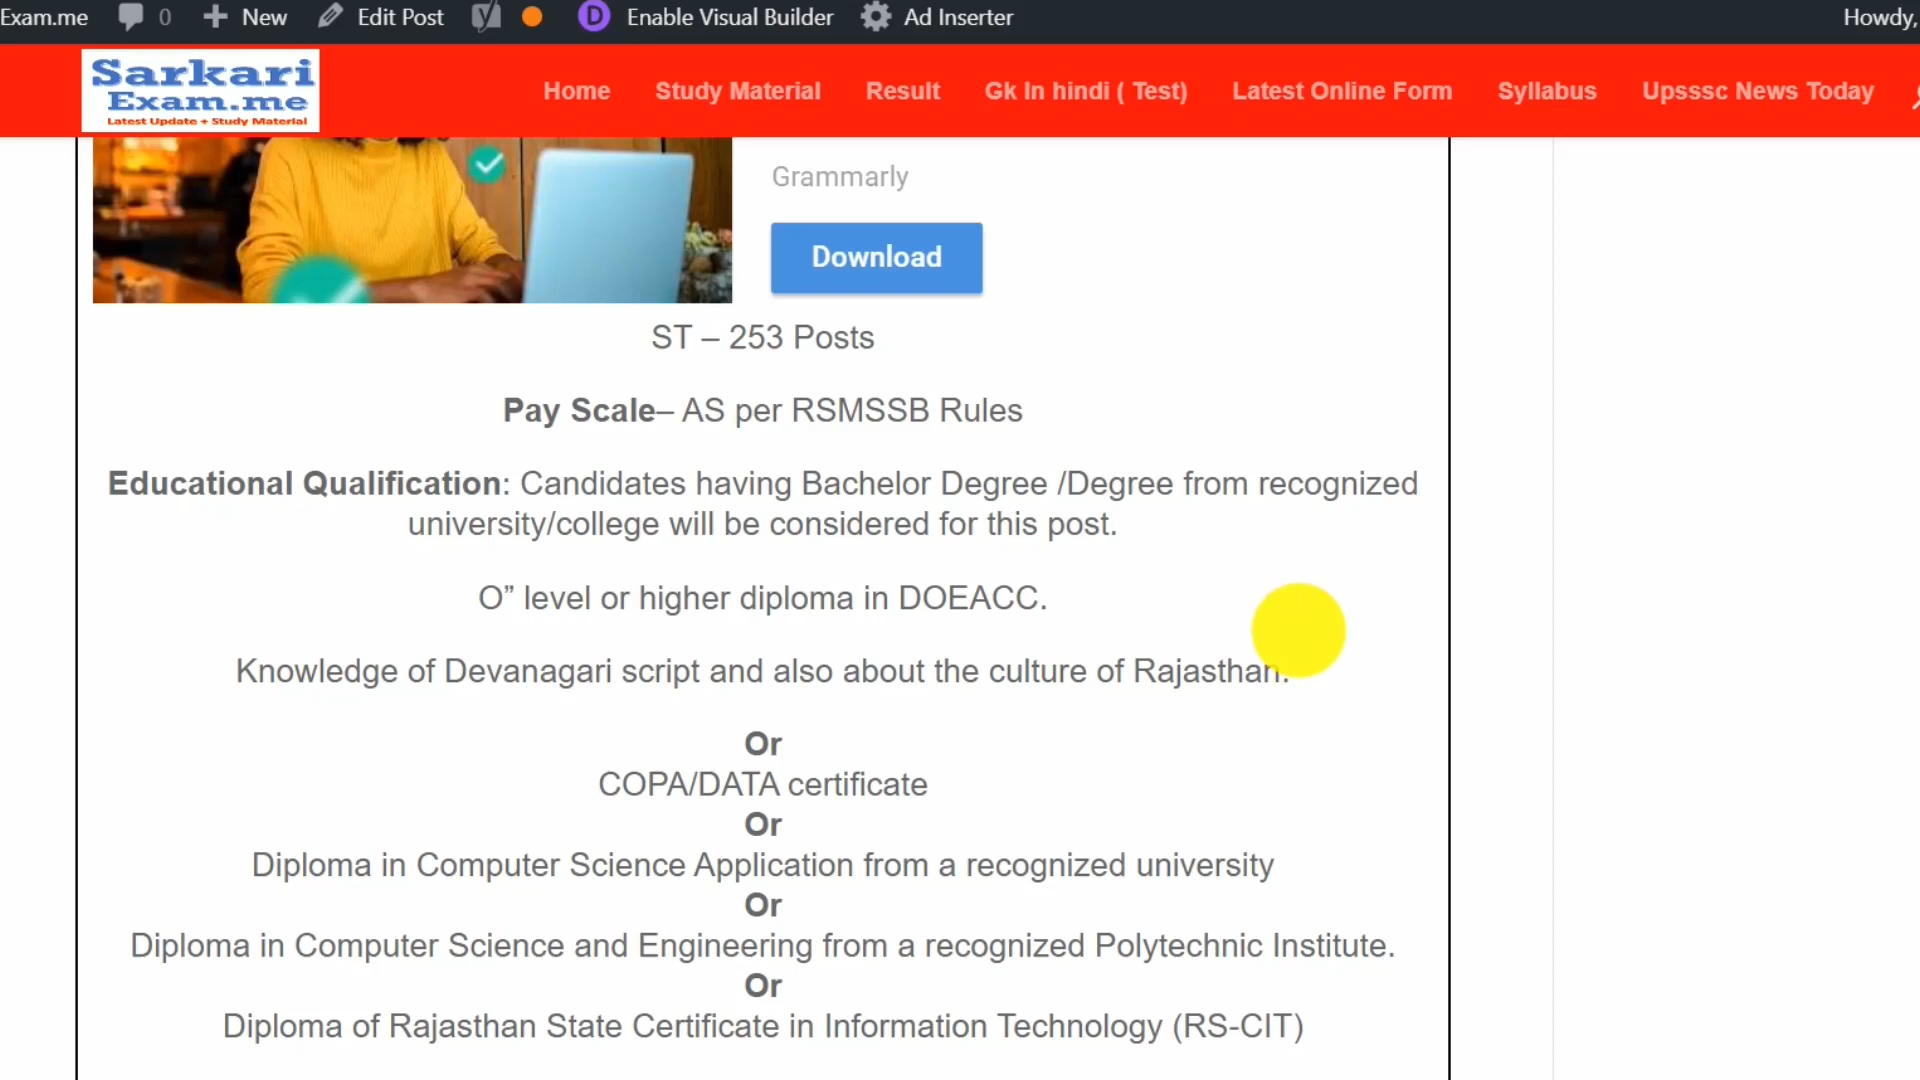 Exam.me 0 New Edit Post Enable Visual Builder Ad Inserter Howdy,
Sarkari
Exam.me
Latest Update + Study Material
Home Study Material Result Gk In hindi ( Test) Latest Online Form Syllabus Upsssc News Today
Grammarly
Download
ST – 253 Posts
Pay Scale– AS per RSMSSB Rules
Educational Qualification: Candidates having Bachelor Degree /Degree from recognized
university/college will be considered for this post.
O” level or higher diploma in DOEACC.
Knowledge of Devanagari script and also about the culture of Rajasthan.
Or
COPA/DATA certificate
Or
Diploma in Computer Science Application from a recognized university
Or
Diploma in Computer Science and Engineering from a recognized Polytechnic Institute.
Or
Diploma of Rajasthan State Certificate in Information Technology (RS-CIT)